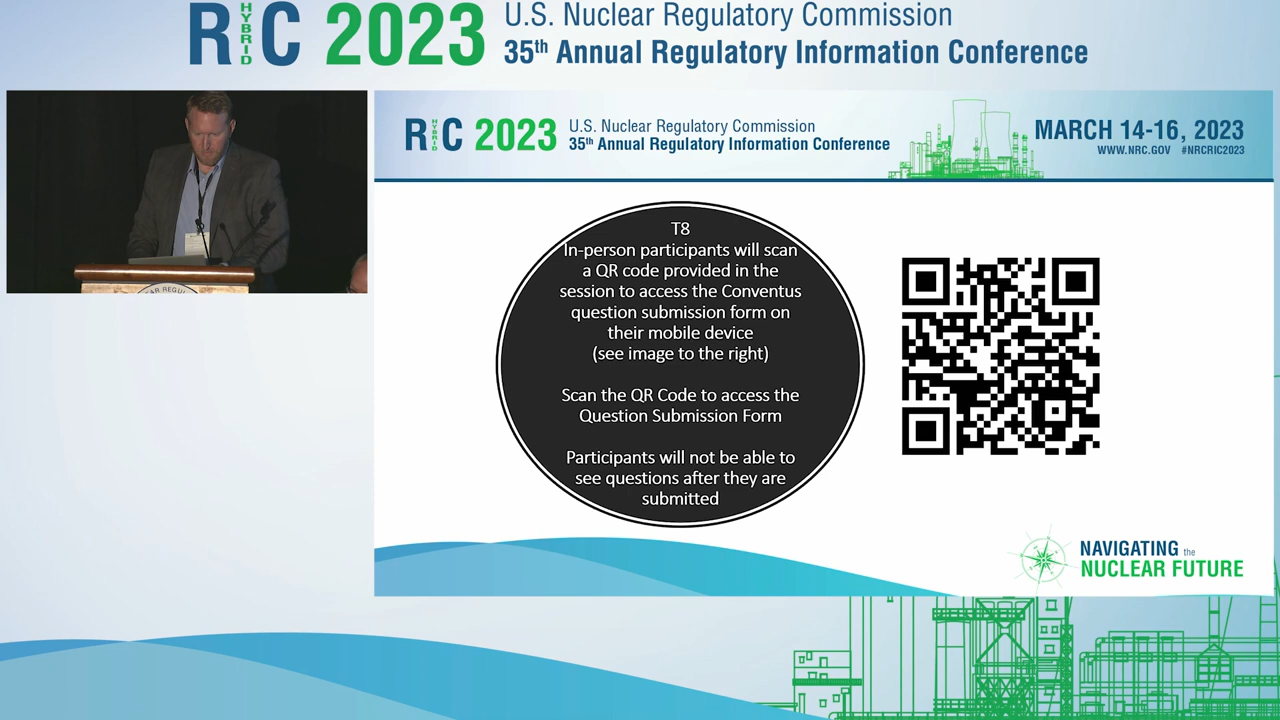 RIC 2023
HYBRID
U.S. Nuclear Regulatory Commission
35th Annual Regulatory Information Conference
RIC 2023
HYBRID
U.S. Nuclear Regulatory Commission
35th Annual Regulatory Information Conference
MARCH 14-16, 2023
WWW.NRC.GOV #NRCRIC2023
T8
In-person participants will scan
a QR code provided in the
session to access the Conventus
question submission form on
their mobile device
(see image to the right)
Scan the QR Code to access the
Question Submission Form
Participants will not be able to
see questions after they are
submitted
NAVIGATING the
NUCLEAR FUTURE